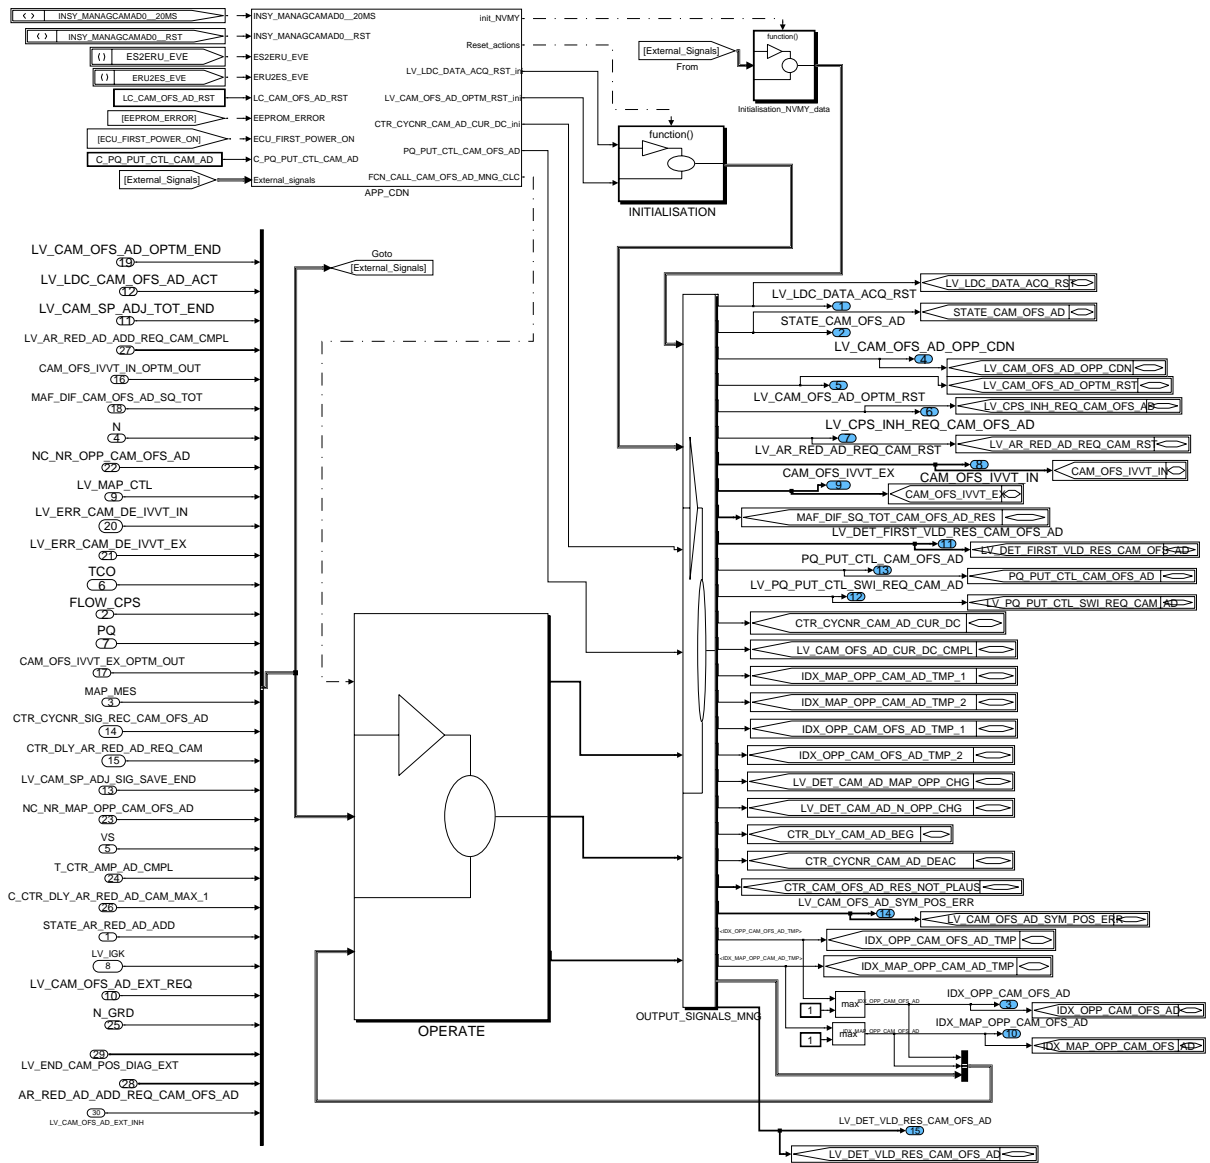 INSY_MANAGCAMAD0__20MS
INSY_MANAGCAMAD0__RST
ES2ERU_EVE
ERU2ES_EVE
LC_CAM_OFS_AD_RST
[EEPROM_ERROR]
[ECU_FIRST_POWER_ON]
C_PQ_PUT_CTL_CAM_AD
[External_Signals]
INSY_MANAGCAMAD0__20MS
INSY_MANAGCAMAD0__RST
ES2ERU_EVE
ERU2ES_EVE
LC_CAM_OFS_AD_RST
EEPROM_ERROR
ECU_FIRST_POWER_ON
C_PQ_PUT_CTL_CAM_AD
External_signals
init_NVMY
Reset_actions
LV_LDC_DATA_ACQ_RST_ini
LV_CAM_OFS_AD_OPTM_RST_ini
CTR_CYCNR_CAM_AD_CUR_DC_ini
PQ_PUT_CTL_CAM_OFS_AD
FCN_CALL_CAM_OFS_AD_MNG_CLC
APP_CDN
[External_Signals]
From
function()
Initialisation_NVMY_data
function()
INITIALISATION
Goto
[External_Signals]
LV_CAM_OFS_AD_OPTM_END
19
LV_LDC_CAM_OFS_AD_ACT
12
LV_CAM_SP_ADJ_TOT_END
11
LV_AR_RED_AD_ADD_REQ_CAM_CMPL
27
CAM_OFS_IVVT_IN_OPTM_OUT
16
MAF_DIF_CAM_OFS_AD_SQ_TOT
18
N
4
NC_NR_OPP_CAM_OFS_AD
22
LV_MAP_CTL
9
LV_ERR_CAM_DE_IVVT_IN
20
LV_ERR_CAM_DE_IVVT_EX
21
TCO
6
FLOW_CPS
2
PQ
7
CAM_OFS_IVVT_EX_OPTM_OUT
17
MAP_MES
3
CTR_CYCNR_SIG_REC_CAM_OFS_AD
14
CTR_DLY_AR_RED_AD_REQ_CAM
15
LV_CAM_SP_ADJ_SIG_SAVE_END
13
NC_NR_MAP_OPP_CAM_OFS_AD
23
VS
5
T_CTR_AMP_AD_CMPL
24
C_CTR_DLY_AR_RED_AD_CAM_MAX_1
26
STATE_AR_RED_AD_ADD
1
LV_IGK
8
LV_CAM_OFS_AD_EXT_REQ
10
N_GRD
25
29
LV_END_CAM_POS_DIAG_EXT
28
AR_RED_AD_ADD_REQ_CAM_OFS_AD
30
LV_CAM_OFS_AD_EXT_INH
OPERATE
OUTPUT_SIGNALS_MNG
LV_LDC_DATA_ACQ_RST
1
LV_LDC_DATA_ACQ_RST
STATE_CAM_OFS_AD
2
STATE_CAM_OFS_AD
LV_CAM_OFS_AD_OPP_CDN
4
LV_CAM_OFS_AD_OPP_CDN
5
LV_CAM_OFS_AD_OPTM_RST
LV_CAM_OFS_AD_OPTM_RST
6
LV_CPS_INH_REQ_CAM_OFS_AD
LV_CPS_INH_REQ_CAM_OFS_AD
7
LV_AR_RED_AD_REQ_CAM_RST
LV_AR_RED_AD_REQ_CAM_RST
8
CAM_OFS_IVVT_IN
CAM_OFS_IVVT_IN
CAM_OFS_IVVT_EX
9
CAM_OFS_IVVT_EX
MAF_DIF_SQ_TOT_CAM_OFS_AD_RES
LV_DET_FIRST_VLD_RES_CAM_OFS_AD
11
LV_DET_FIRST_VLD_RES_CAM_OFS_AD
PQ_PUT_CTL_CAM_OFS_AD
13
PQ_PUT_CTL_CAM_OFS_AD
LV_PQ_PUT_CTL_SWI_REQ_CAM_AD
12
LV_PQ_PUT_CTL_SWI_REQ_CAM_AD
CTR_CYCNR_CAM_AD_CUR_DC
LV_CAM_OFS_AD_CUR_DC_CMPL
IDX_MAP_OPP_CAM_AD_TMP_1
IDX_MAP_OPP_CAM_AD_TMP_2
IDX_OPP_CAM_OFS_AD_TMP_1
IDX_OPP_CAM_OFS_AD_TMP_2
LV_DET_CAM_AD_MAP_OPP_CHG
LV_DET_CAM_AD_N_OPP_CHG
CTR_DLY_CAM_AD_BEG
CTR_CYCNR_CAM_AD_DEAC
CTR_CAM_OFS_AD_RES_NOT_PLAUS
LV_CAM_OFS_AD_SYM_POS_ERR
14
LV_CAM_OFS_AD_SYM_POS_ERR
<IDX_OPP_CAM_OFS_AD_TMP>
IDX_OPP_CAM_OFS_AD_TMP
<IDX_MAP_OPP_CAM_AD_TMP>
IDX_MAP_OPP_CAM_AD_TMP
1
max
IDX_OPP_CAM_OFS_AD
IDX_OPP_CAM_OFS_AD
3
IDX_OPP_CAM_OFS_AD
1
max
IDX_MAP_OPP_CAM_OFS_AD
IDX_MAP_OPP_CAM_OFS_AD
10
IDX_MAP_OPP_CAM_OFS_AD
LV_DET_VLD_RES_CAM_OFS_AD
15
LV_DET_VLD_RES_CAM_OFS_AD